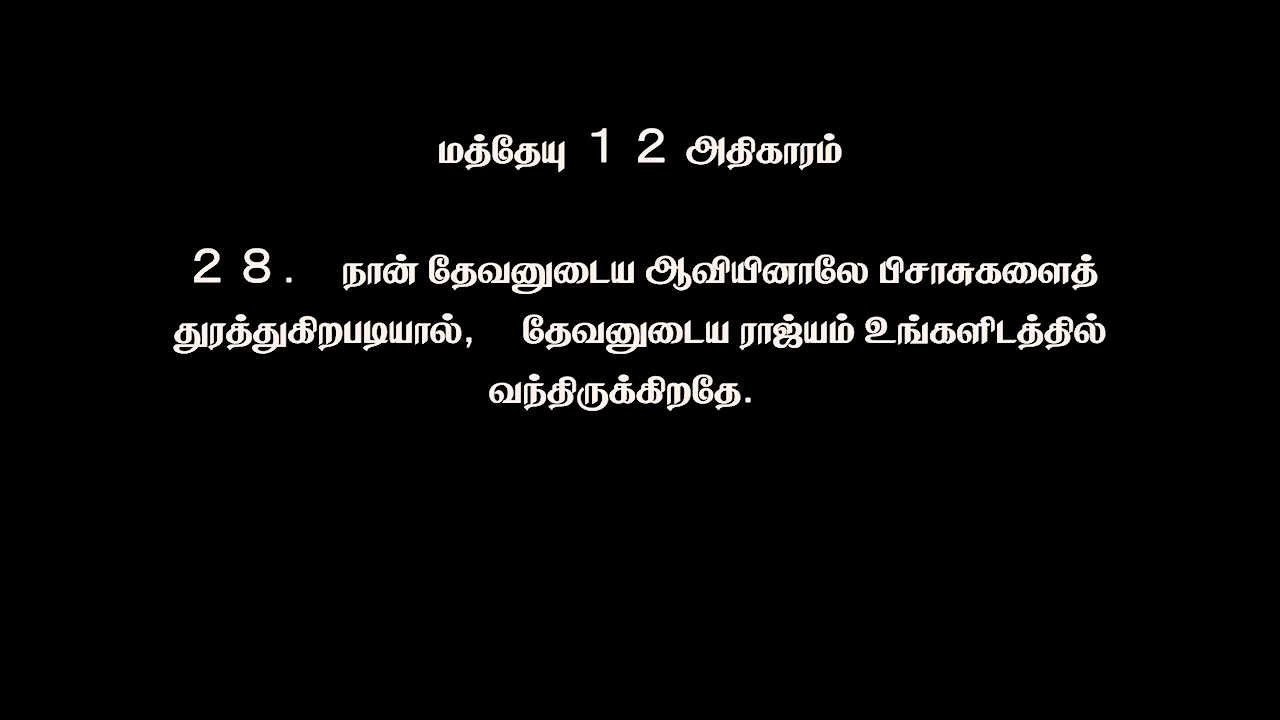 மத்தேயு 12 அதிகாரம்
28. நான் தேவனுடைய ஆவியினாலே பிசாசுகளைத்
துரத்துகிறபடியால், தேவனுடைய ராஜ்யம் உங்களிடத்தில்
வந்திருக்கிறதே.